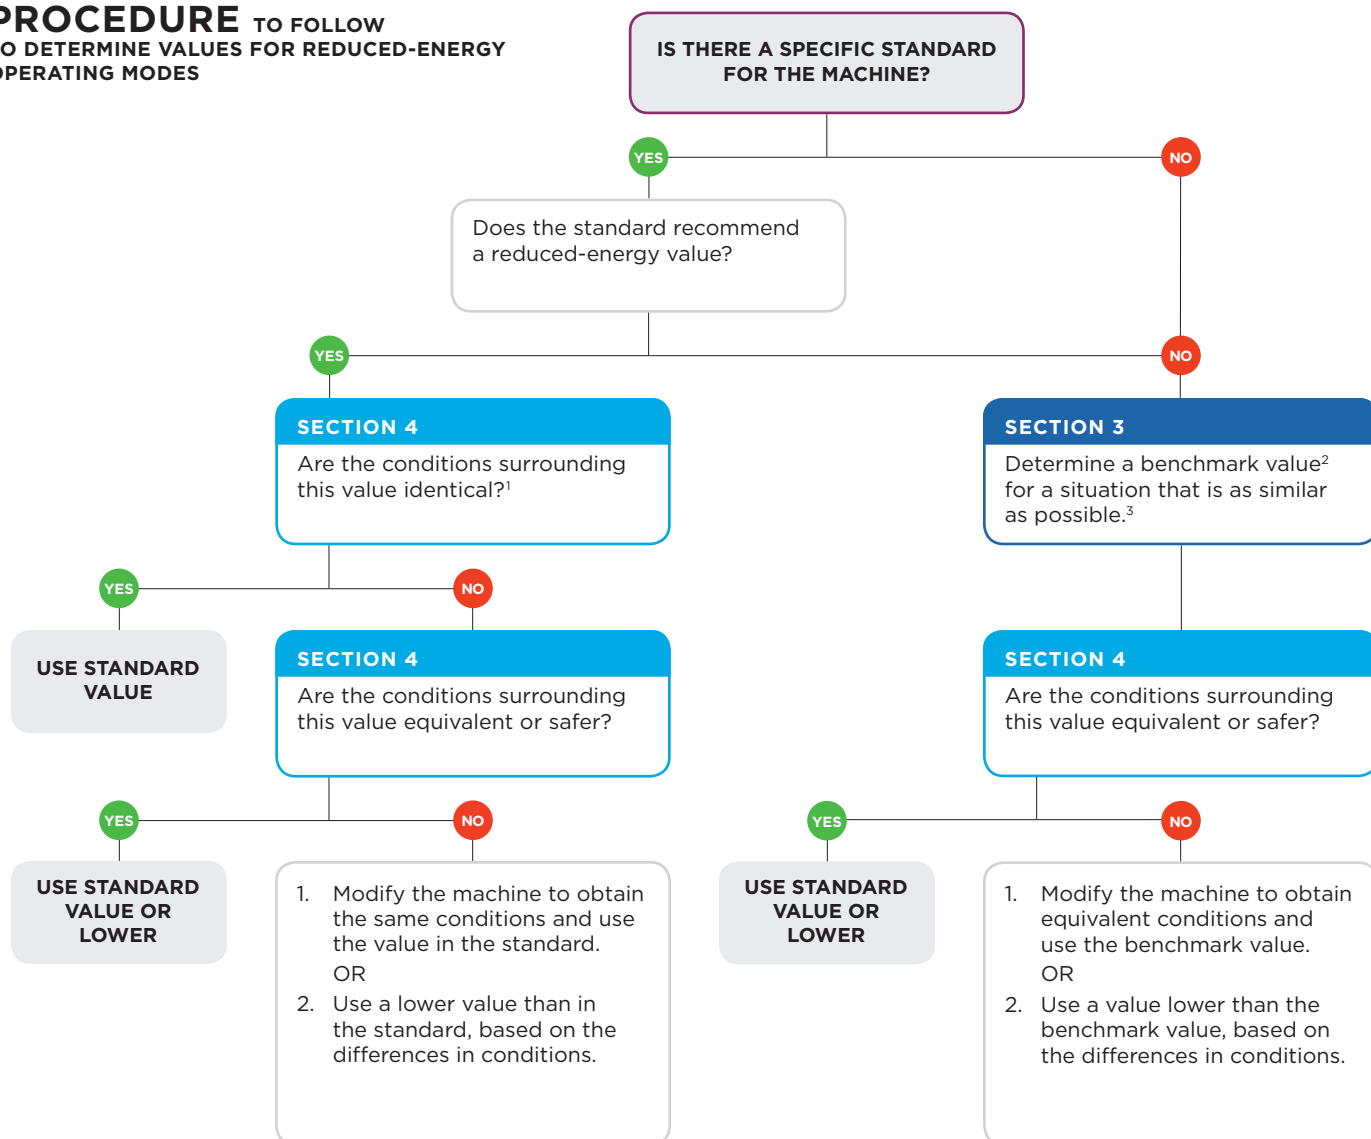 PROCEDURE TO FOLLOW
O DETERMINE VALUES FOR REDUCED-ENERGY
OPERATING MODES
IS THERE A SPECIFIC STANDARD
FOR THE MACHINE?
YES
NO
Does the standard recommend
a reduced-energy value?
YES
NO
SECTION 4
Are the conditions surrounding
this value identical?¹
SECTION 3
Determine a benchmark value²
for a situation that is as similar
as possible.³
YES
NO
USE STANDARD
VALUE
SECTION 4
Are the conditions surrounding
this value equivalent or safer?
SECTION 4
Are the conditions surrounding
this value equivalent or safer?
YES
NO
YES
NO
USE STANDARD
VALUE OR
LOWER
1. Modify the machine to obtain
the same conditions and use
the value in the standard.
OR
2. Use a lower value than in
the standard, based on the
differences in conditions.
USE STANDARD
VALUE OR
LOWER
1. Modify the machine to obtain
equivalent conditions and
use the benchmark value.
OR
2. Use a value lower than the
benchmark value, based on
the differences in conditions.